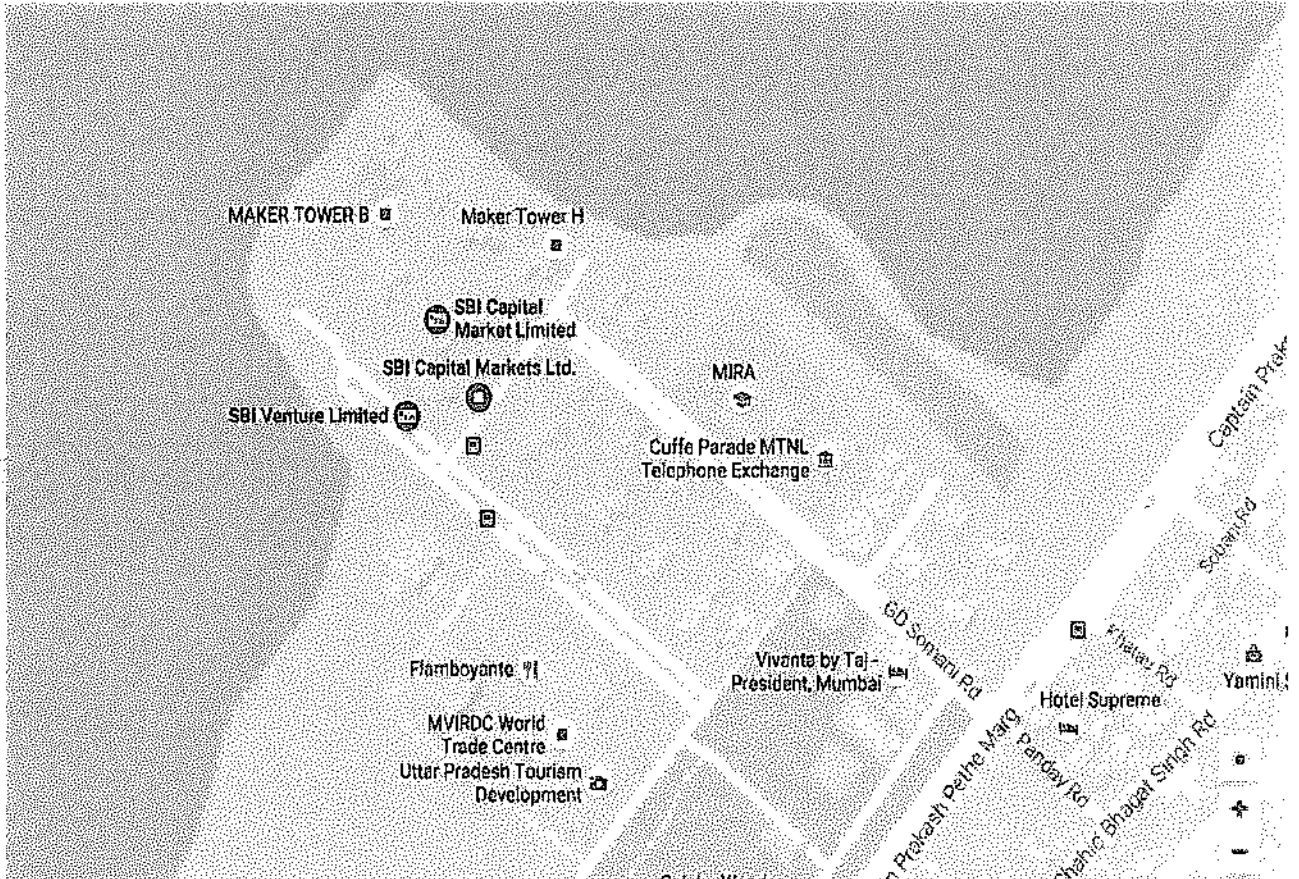 MAKER TOWER B
Maker Tower H
SBI Capital
Market Limited
SBI Capital Markets Ltd.
SBI Venture Limited
MIRA
Cuffe Parade MTNL
Telephone Exchange
Captain Prak
Sobani Rd
GD Somani Rd
Khatau Rd
Yamini
Flamboyante
Vivanta by Taj -
President, Mumbai
Hotel Supreme
MVIRDC World
Trade Centre
Uttar Pradesh Tourism
Development
Panday Rd
n Prakash Pethe Marg
Shahid Bhagat Singh Rd